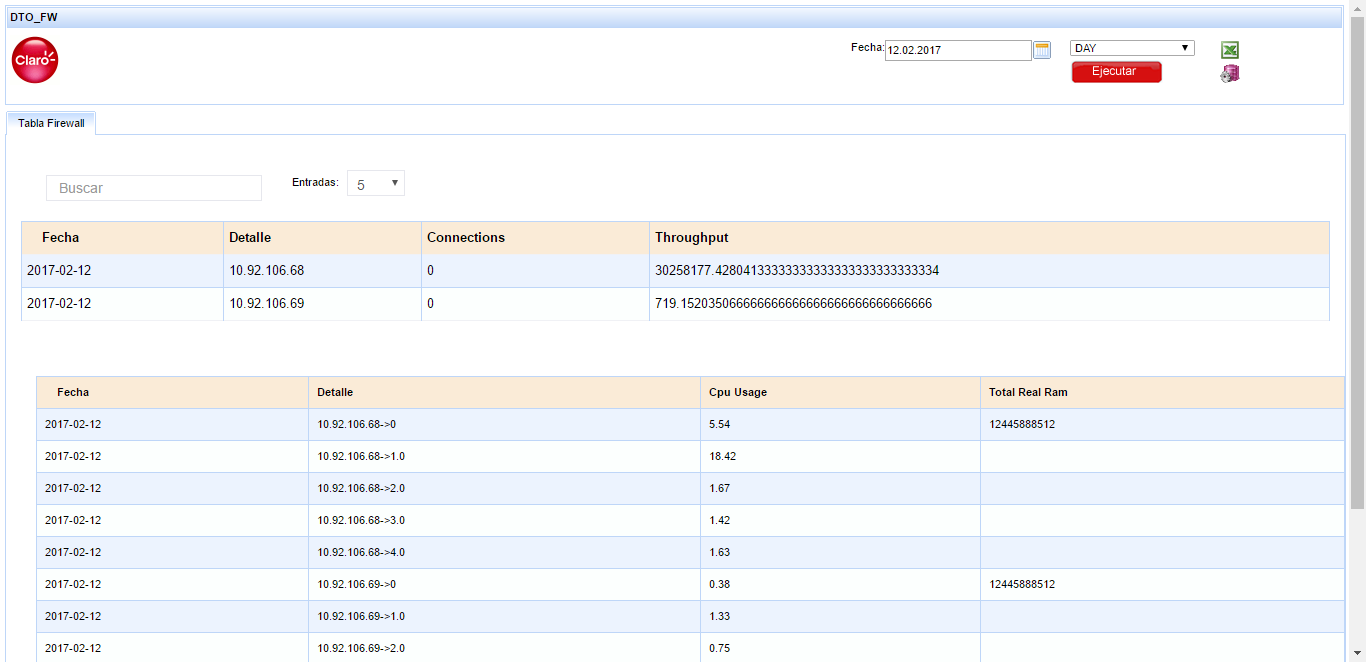 DTO_FW
Claro
Fecha: 12.02.2017 DAY
Ejecutar
Tabla Firewall
Buscar Entradas: 5
Fecha Detalle Connections Throughput
2017-02-12 10.92.106.68 0 30258177.428041333333333333333333333333334
2017-02-12 10.92.106.69 0 719.152035066666666666666666666666666666
Fecha Detalle Cpu Usage Total Real Ram
2017-02-12 10.92.106.68->0 5.54 12445888512
2017-02-12 10.92.106.68->1.0 18.42
2017-02-12 10.92.106.68->2.0 1.67
2017-02-12 10.92.106.68->3.0 1.42
2017-02-12 10.92.106.68->4.0 1.63
2017-02-12 10.92.106.69->0 0.38 12445888512
2017-02-12 10.92.106.69->1.0 1.33
2017-02-12 10.92.106.69->2.0 0.75